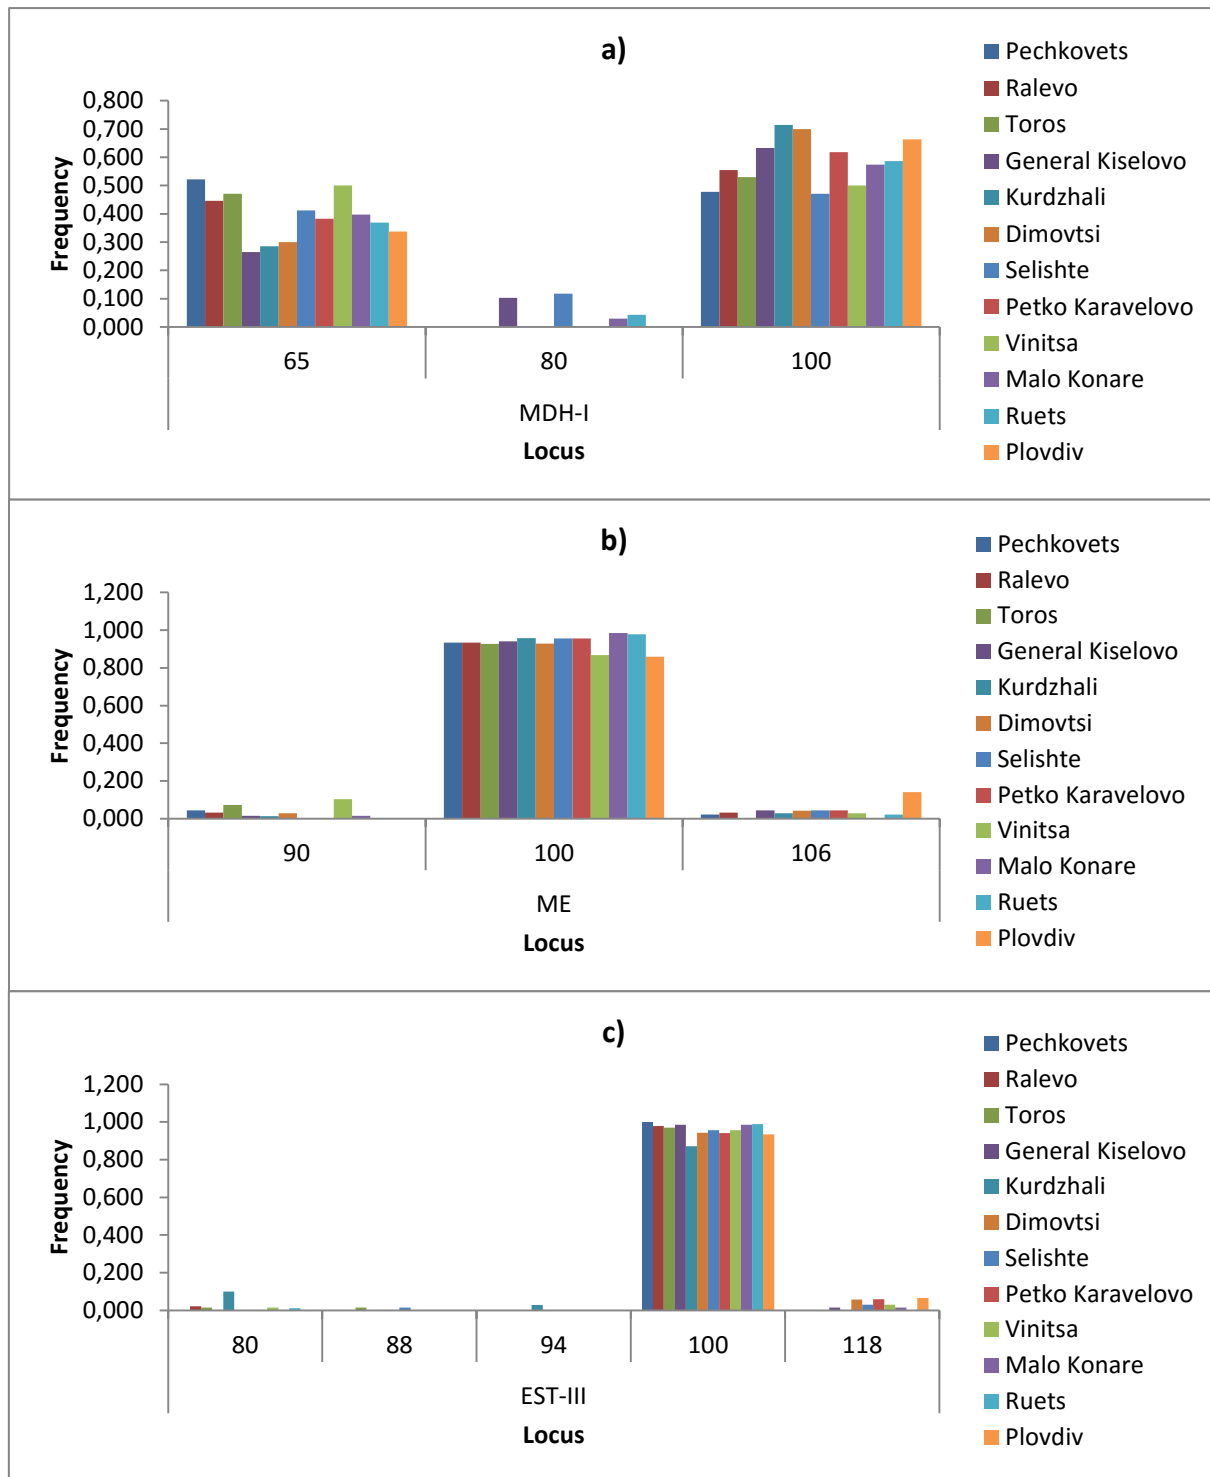 a)
0,800
0,700
0,600
0,500
0,400
0,300
0,200
0,100
0,000
Frequency
65 80 100
MDH-I
Locus
Pechkovets
Ralevo
Toros
General Kiselovo
Kurdzhali
Dimovtsi
Selishte
Petko Karavelovo
Vinitsa
Malo Konare
Ruets
Plovdiv
b)
1,200
1,000
0,800
0,600
0,400
0,200
0,000
Frequency
90 100 106
ME
Locus
Pechkovets
Ralevo
Toros
General Kiselovo
Kurdzhali
Dimovtsi
Selishte
Petko Karavelovo
Vinitsa
Malo Konare
Ruets
Plovdiv
c)
1,200
1,000
0,800
0,600
0,400
0,200
0,000
Frequency
80 88 94 100 118
EST-III
Locus
Pechkovets
Ralevo
Toros
General Kiselovo
Kurdzhali
Dimovtsi
Selishte
Petko Karavelovo
Vinitsa
Malo Konare
Ruets
Plovdiv